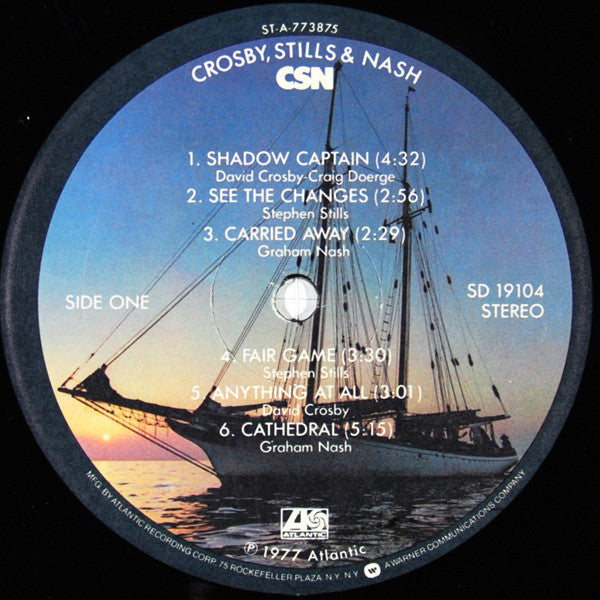 ST-A-773875
CROSBY, STILLS & NASH
CSN
1. SHADOW CAPTAIN (4:32)
David Crosby-Craig Doerge
2. SEE THE CHANGES (2:56)
Stephen Stills
3. CARRIED AWAY (2:29)
Graham Nash
SIDE ONE
SD 19104
STEREO
4. FAIR GAME (3:30)
Stephen Stills
5. ANYTHING AT ALL (3:01)
David Crosby
6. CATHEDRAL (5:15)
Graham Nash
ATLANTIC
℗ 1977 Atlantic
MFG. BY ATLANTIC RECORDING CORP. 75 ROCKEFELLER PLAZA, N.Y. N.Y. W A WARNER COMMUNICATIONS COMPANY